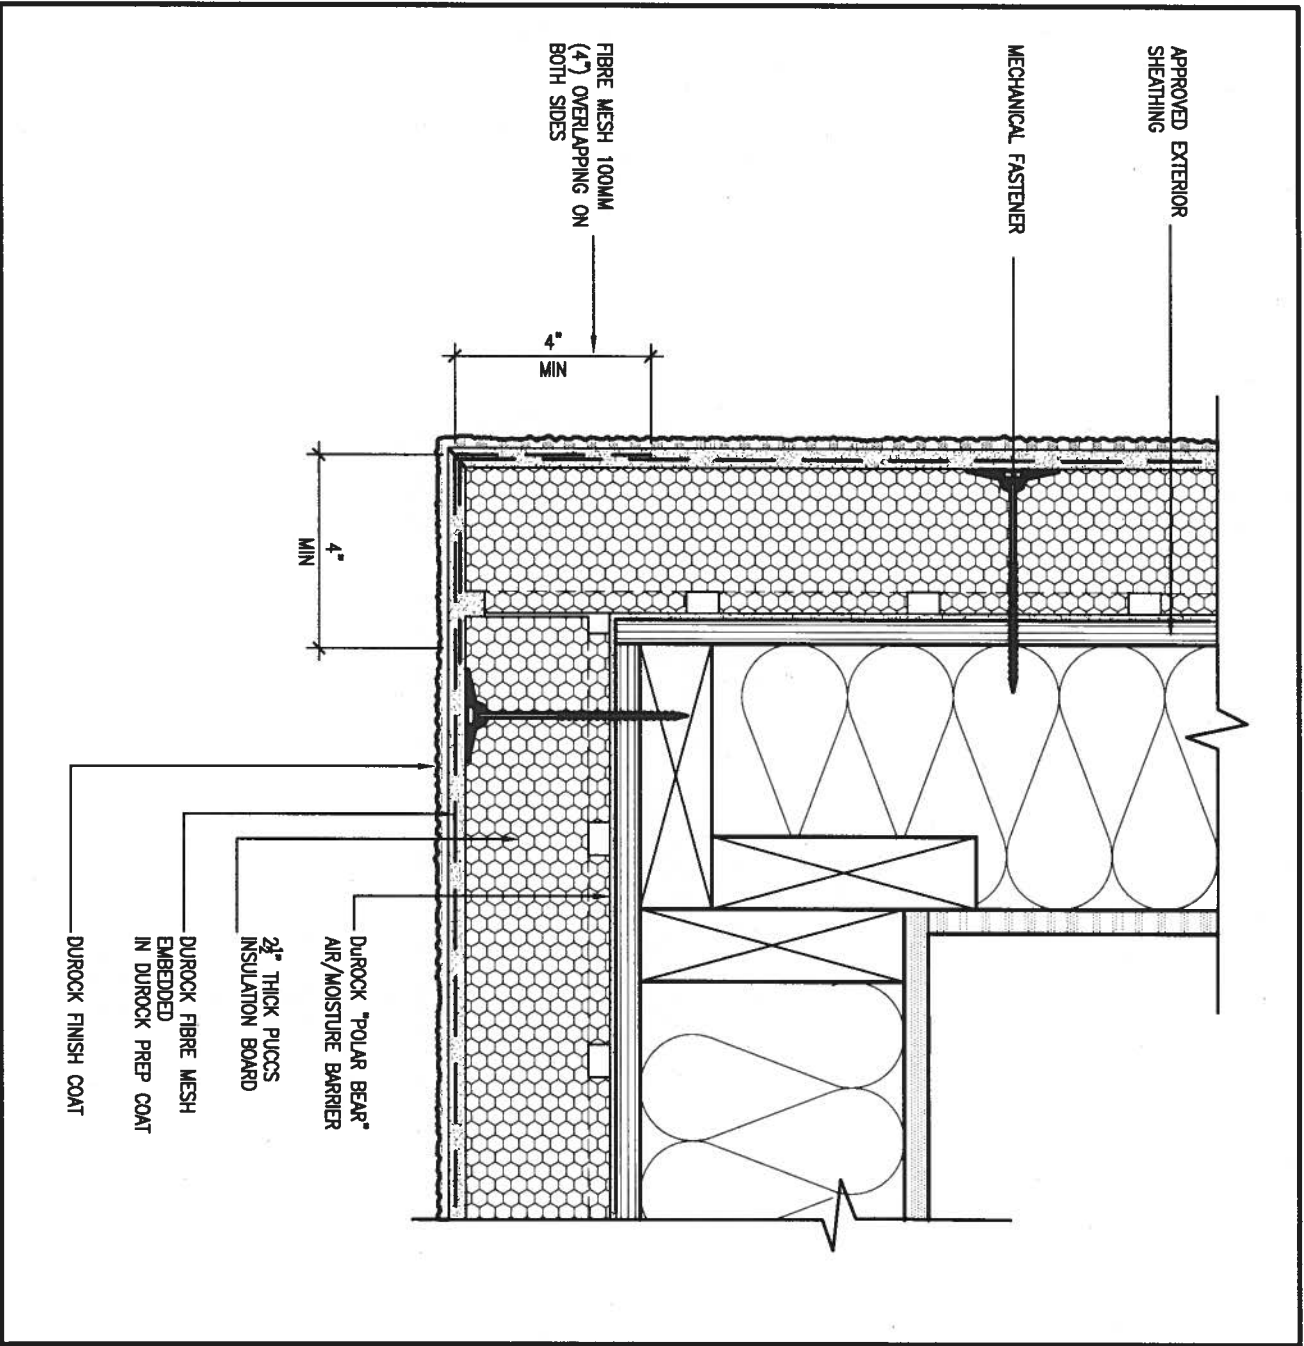 APPROVED EXTERIOR
SHEATHING
MECHANICAL FASTENER
FIBRE MESH 100MM
(4") OVERLAPPING ON
BOTH SIDES
4"
MIN
4"
MIN
DuROCK "POLAR BEAR"
AIR/MOISTURE BARRIER
2½" THICK PUCCS
INSULATION BOARD
DUROCK FIBRE MESH
EMBEDDED
IN DUROCK PREP COAT
DUROCK FINISH COAT